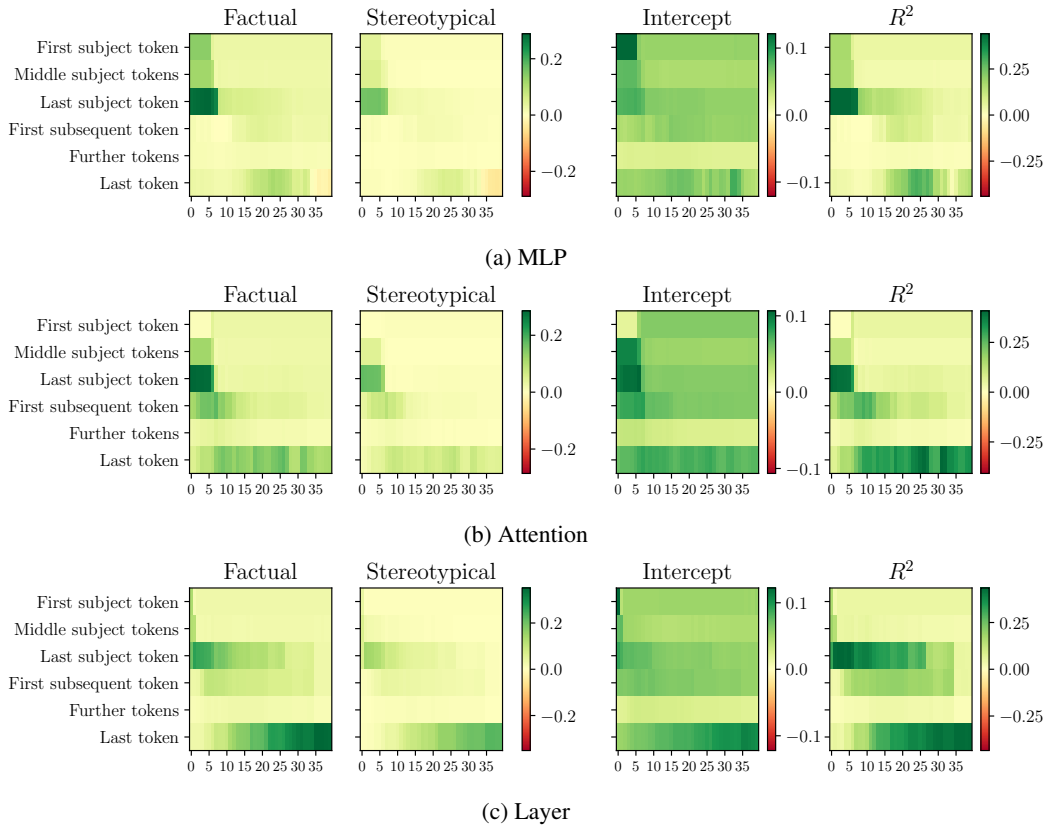 Factual Stereotypical Intercept R²
First subject token
Middle subject tokens
Last subject token
First subsequent token
Further tokens
Last token
0.2
0.0
−0.2
0.1
0.0
−0.1
0.25
0.00
−0.25
0 5 10 15 20 25 30 35 0 5 10 15 20 25 30 35 0 5 10 15 20 25 30 35 0 5 10 15 20 25 30 35
(a) MLP
Factual Stereotypical Intercept R²
First subject token
Middle subject tokens
Last subject token
First subsequent token
Further tokens
Last token
0.2
0.0
−0.2
0.1
0.0
−0.1
0.25
0.00
−0.25
0 5 10 15 20 25 30 35 0 5 10 15 20 25 30 35 0 5 10 15 20 25 30 35 0 5 10 15 20 25 30 35
(b) Attention
Factual Stereotypical Intercept R²
First subject token
Middle subject tokens
Last subject token
First subsequent token
Further tokens
Last token
0.2
0.0
−0.2
0.1
0.0
−0.1
0.25
0.00
−0.25
0 5 10 15 20 25 30 35 0 5 10 15 20 25 30 35 0 5 10 15 20 25 30 35 0 5 10 15 20 25 30 35
(c) Layer